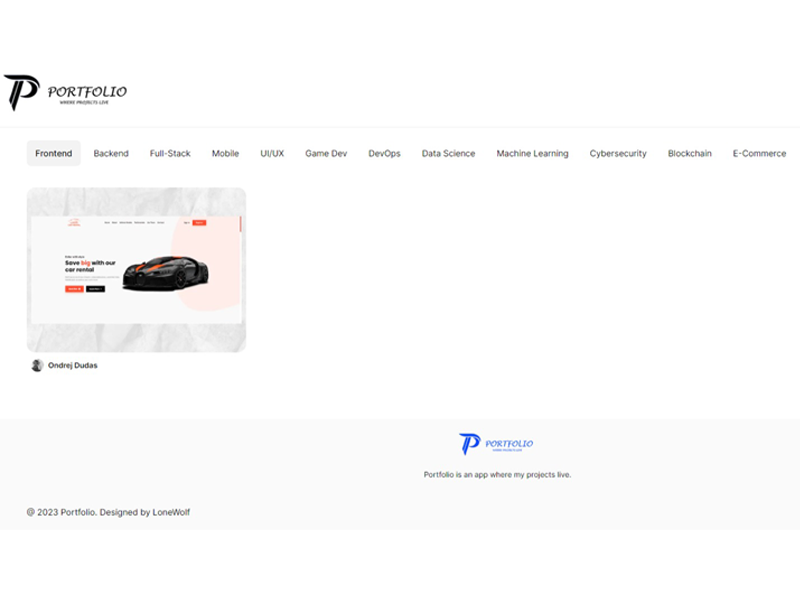 PORTFOLIO
WHERE PROJECTS LIVE
Frontend Backend Full-Stack Mobile UI/UX Game Dev DevOps Data Science Machine Learning Cybersecurity Blockchain E-Commerce
Save big with our
car rental
Ondrej Dudas
PORTFOLIO
WHERE PROJECTS LIVE
Portfolio is an app where my projects live.
@ 2023 Portfolio. Designed by LoneWolf